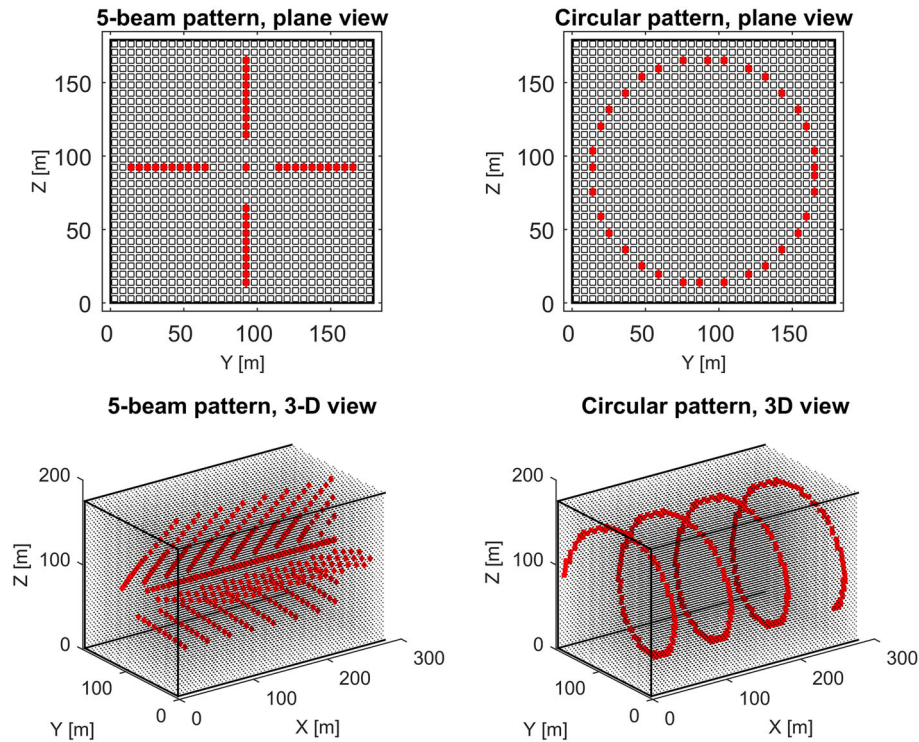 5-beam pattern, plane view
Circular pattern, plane view
150
100
50
0
Z [m]
0 50 100 150
Y [m]
150
100
50
0
Z [m]
0 50 100 150
Y [m]
5-beam pattern, 3-D view
Circular pattern, 3D view
200
100
0
Z [m]
100
0
Y [m]
0
100
200
300
X [m]
200
100
0
Z [m]
100
0
Y [m]
0
100
200
300
X [m]